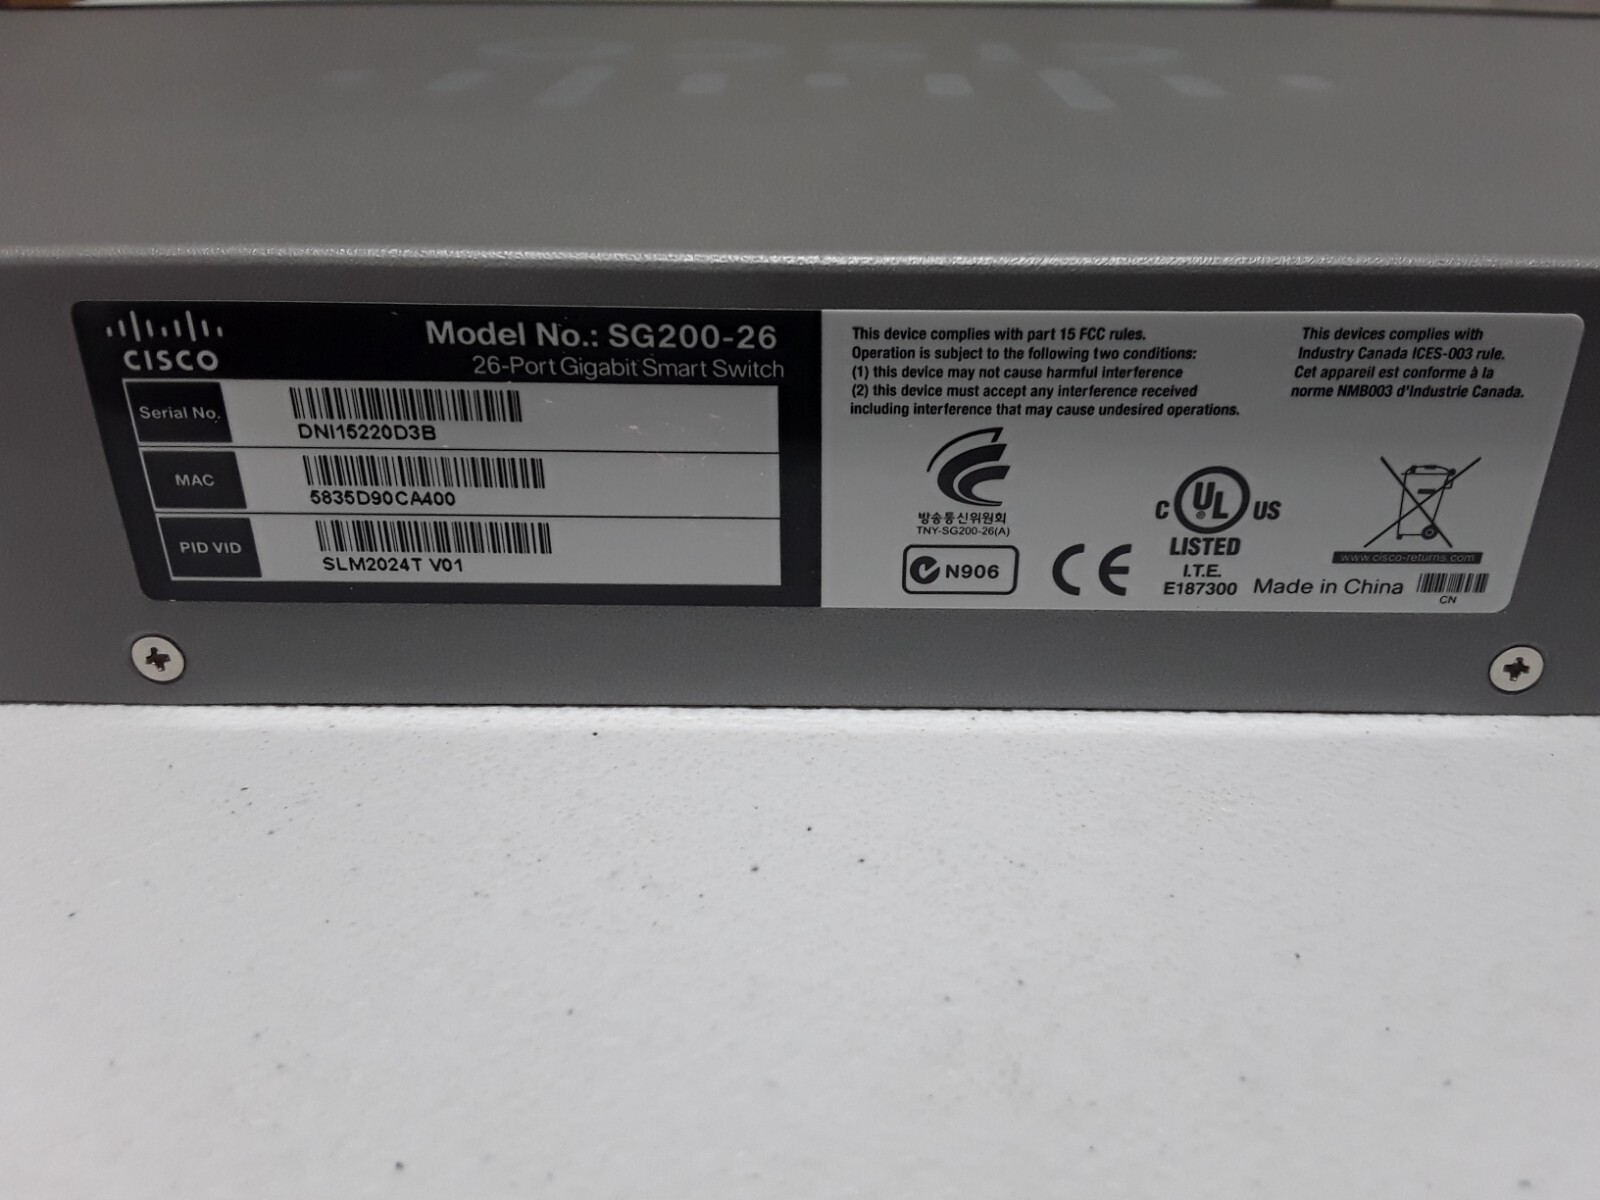 CISCO
CISCO
Model No.: SG200-26
26-Port Gigabit Smart Switch
Serial No.
DNI15220D3B
MAC
5835D90CA400
PID VID
SLM2024T V01
This device complies with part 15 FCC rules.
Operation is subject to the following two conditions:
(1) this device may not cause harmful interference
(2) this device must accept any interference received
including interference that may cause undesired operations.
This devices complies with
Industry Canada ICES-003 rule.
Cet appareil est conforme à la
norme NMB003 d'Industrie Canada.
방송통신위원회
TNY-SG200-26(A)
N906
CE
C UL US
®
LISTED
I.T.E.
E187300
www.cisco-returns.com
Made in China
CN